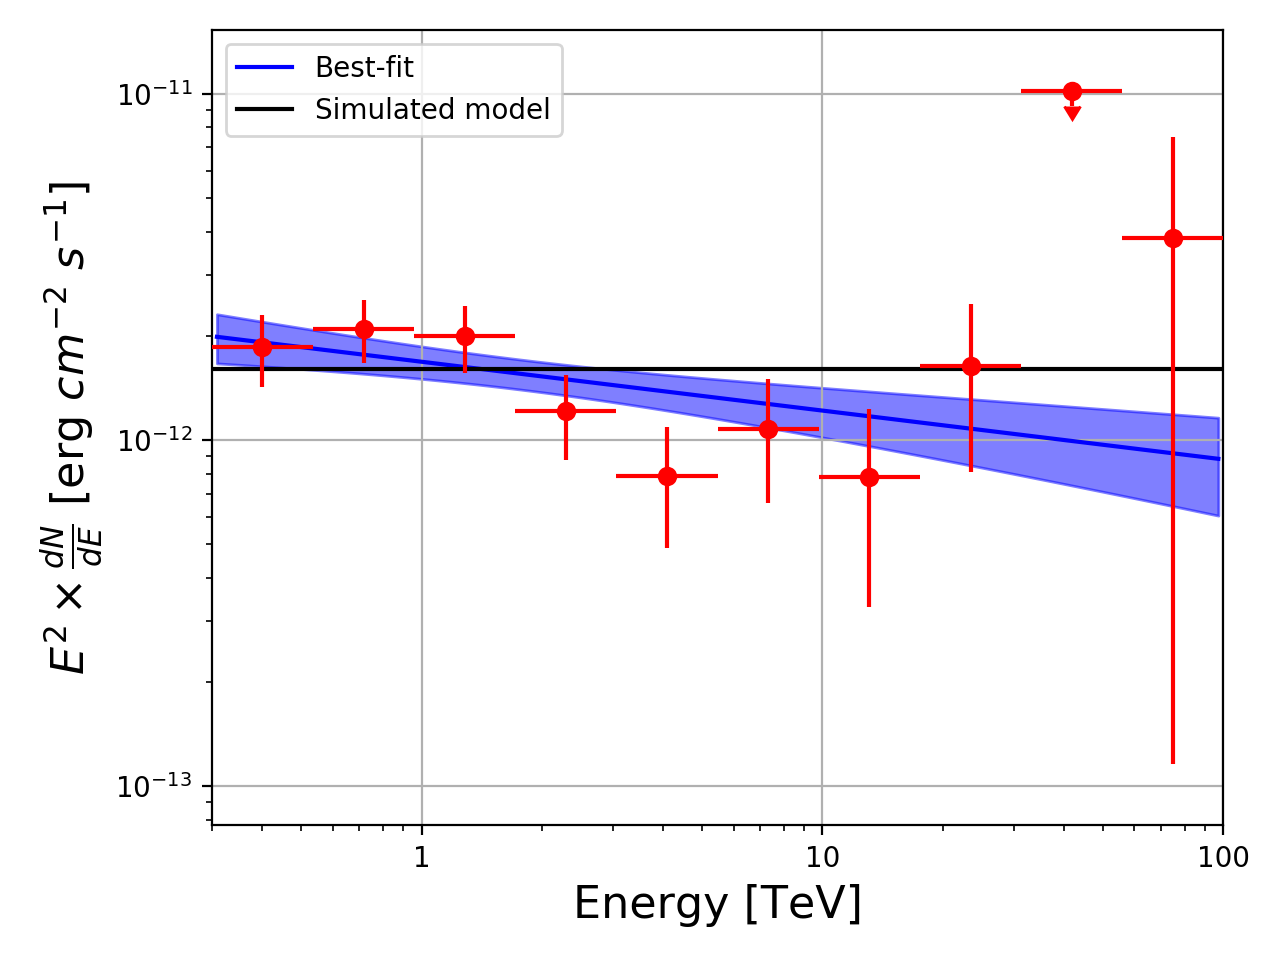 Best-fit
Simulated model
10⁻¹¹
10⁻¹²
10⁻¹³
E² × dN/dE [erg cm⁻² s⁻¹]
1
10
100
Energy [TeV]